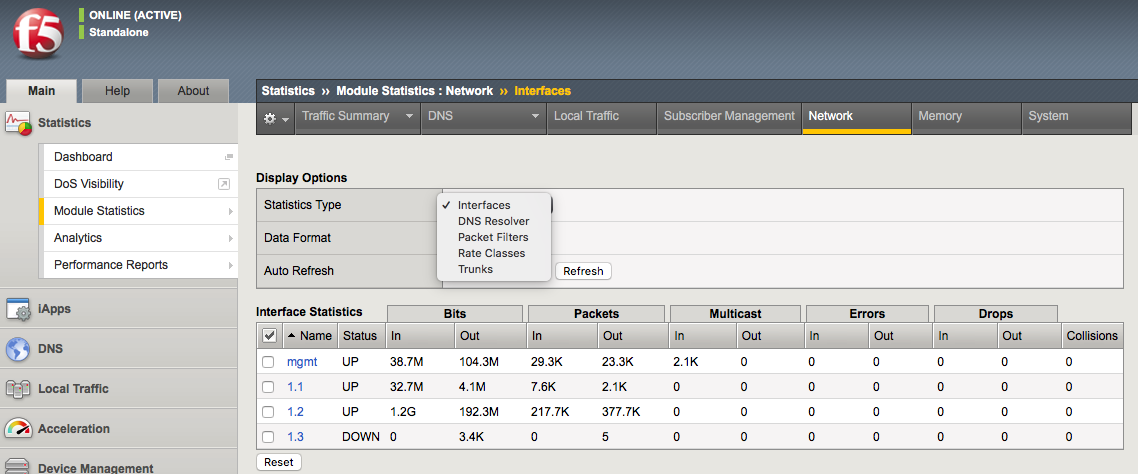 f5
ONLINE (ACTIVE)
Standalone
Main Help About
Statistics
Dashboard
DoS Visibility
Module Statistics
Analytics
Performance Reports
iApps
DNS
Local Traffic
Acceleration
Device Management
Statistics ›› Module Statistics : Network ›› Interfaces
Traffic Summary DNS Local Traffic Subscriber Management Network Memory System
Display Options
Statistics Type
Data Format
Auto Refresh
✓ Interfaces
DNS Resolver
Packet Filters
Rate Classes
Trunks
Refresh
Interface Statistics Bits Packets Multicast Errors Drops
Name Status In Out In Out In Out In Out In Out Collisions
mgmt UP 38.7M 104.3M 29.3K 23.3K 2.1K 0 0 0 0 0 0
1.1 UP 32.7M 4.1M 7.6K 2.1K 0 0 0 0 0 0 0
1.2 UP 1.2G 192.3M 217.7K 377.7K 0 0 0 0 0 0 0
1.3 DOWN 0 3.4K 0 5 0 0 0 0 0 0 0
Reset